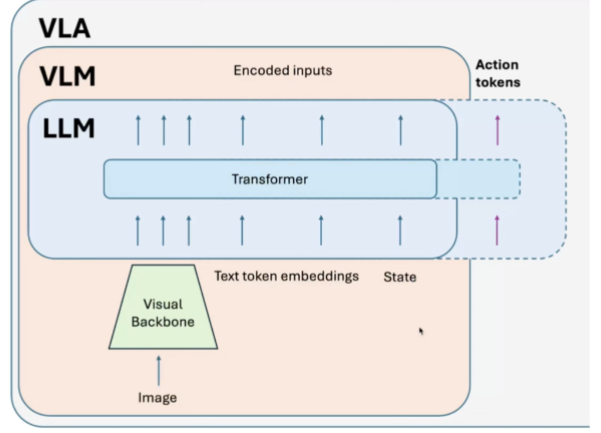 VLA
VLM
Encoded inputs
Action
tokens
LLM
Transformer
Text token embeddings
State
Visual
Backbone
Image